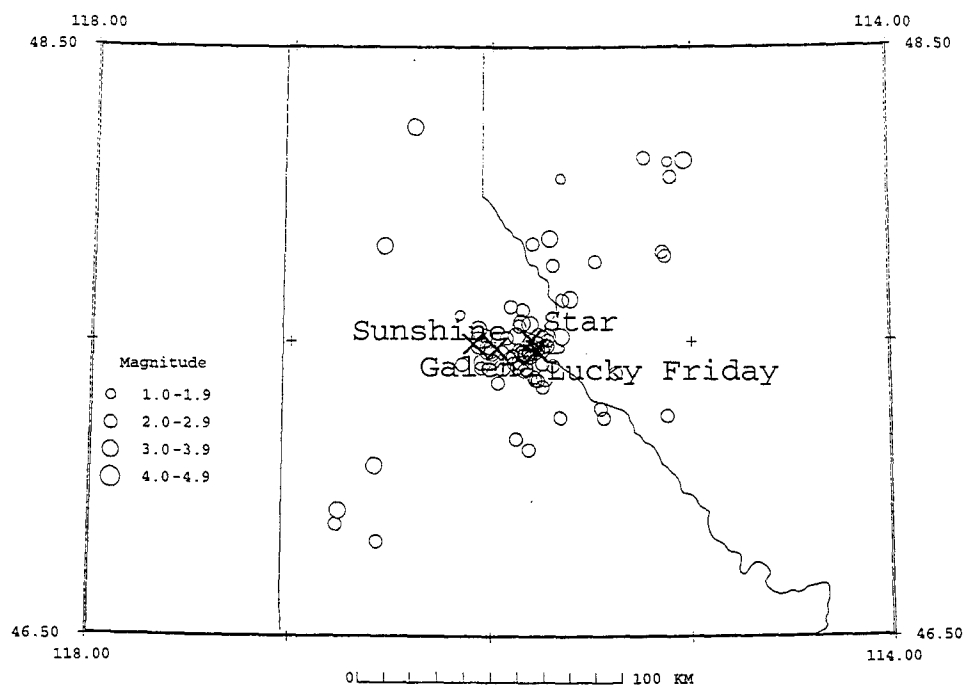 118.00 114.00
48.50 48.50
Sunshine Star
Galena Lucky Friday
Magnitude
1.0-1.9
2.0-2.9
3.0-3.9
4.0-4.9
46.50 46.50
118.00 114.00
0 100 KM